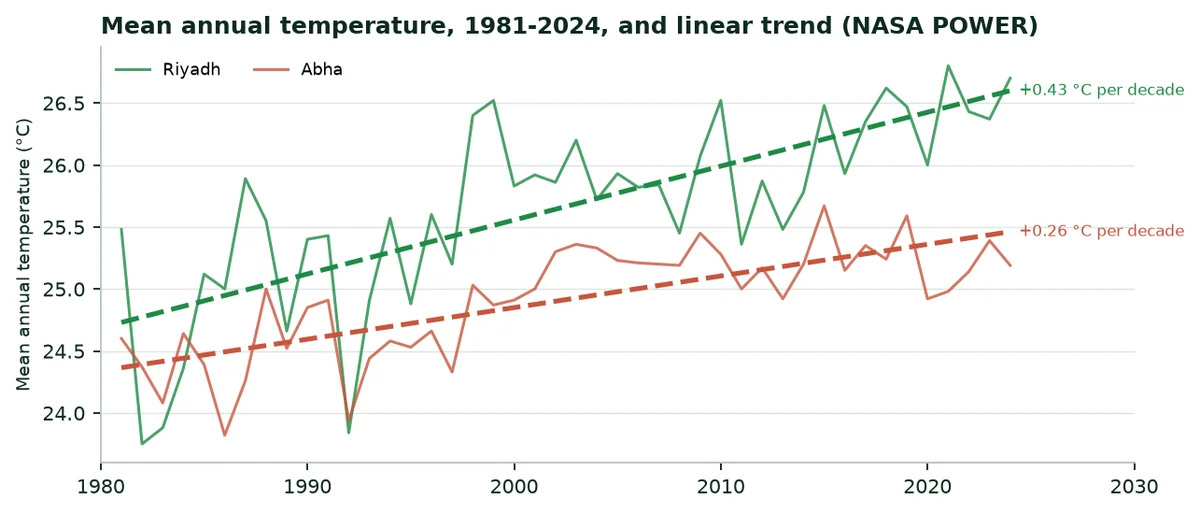 Mean annual temperature, 1981-2024, and linear trend (NASA POWER)
Riyadh
Abha
+0.43 °C per decade
+0.26 °C per decade
Mean annual temperature (°C)
26.5
26.0
25.5
25.0
24.5
24.0
1980
1990
2000
2010
2020
2030